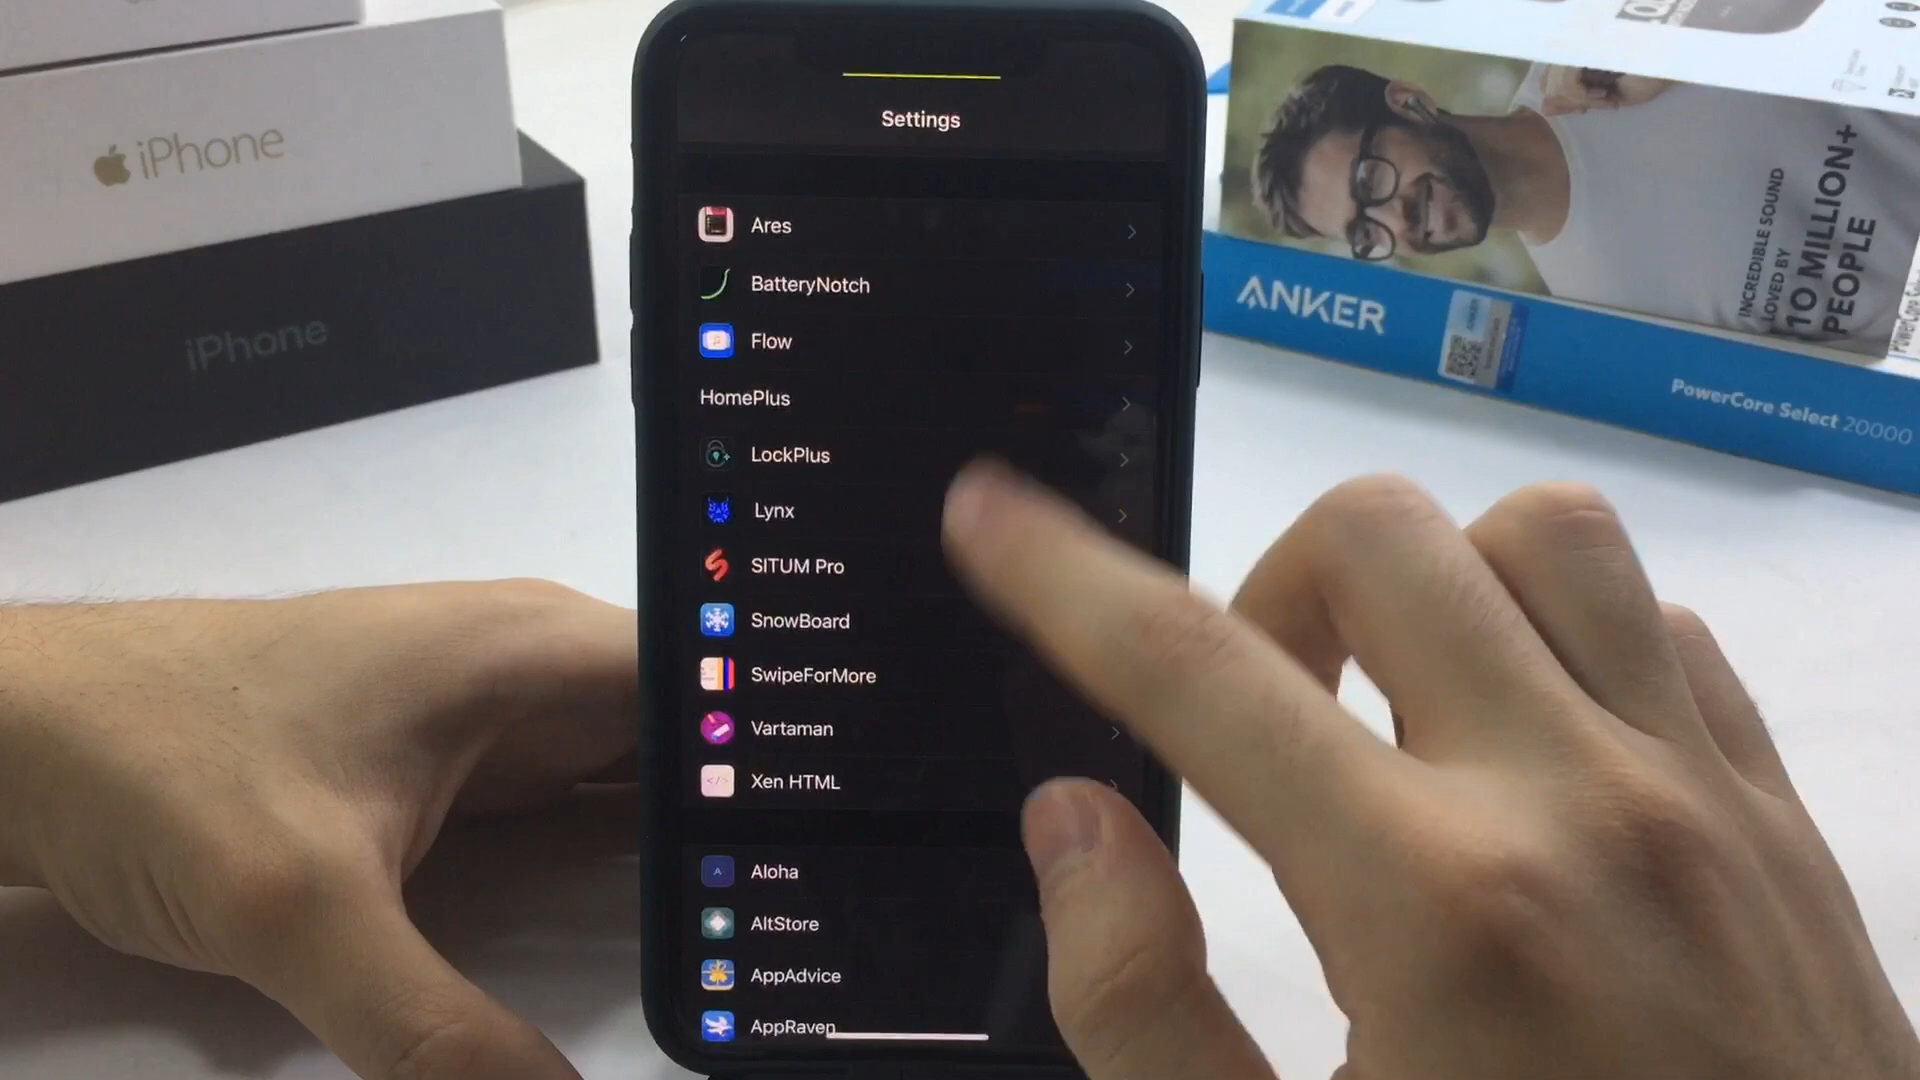 iPhone
iPhone
Settings
Ares
BatteryNotch
Flow
HomePlus
LockPlus
Lynx
SITUM Pro
SnowBoard
SwipeForMore
Vartaman
Xen HTML
Aloha
AltStore
AppAdvice
AppRaven
INCREDIBLE SOUND
LOVED BY
10 MILLION+
PEOPLE
ANKER
PowerCore Select 20000